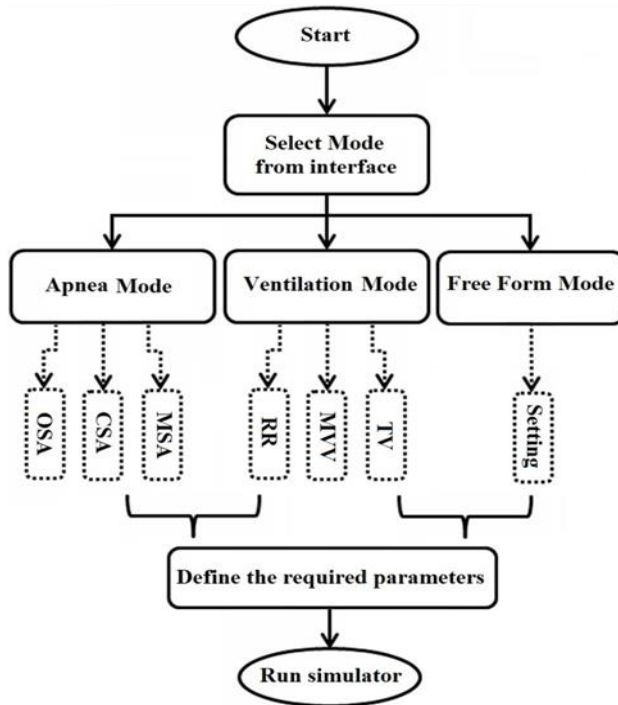 Start
Select Mode
from interface
Apnea Mode
Ventilation Mode
Free Form Mode
OSA
CSA
MSA
RR
MVV
TV
Setting
Define the required parameters
Run simulator